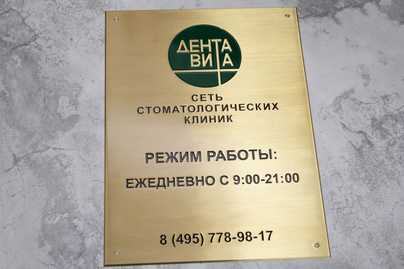 ДЕНТА
ВИТА
СЕТЬ
СТОМАТОЛОГИЧЕСКИХ
КЛИНИК
РЕЖИМ РАБОТЫ:
ЕЖЕДНЕВНО С 9:00-21:00
8 (495) 778-98-17